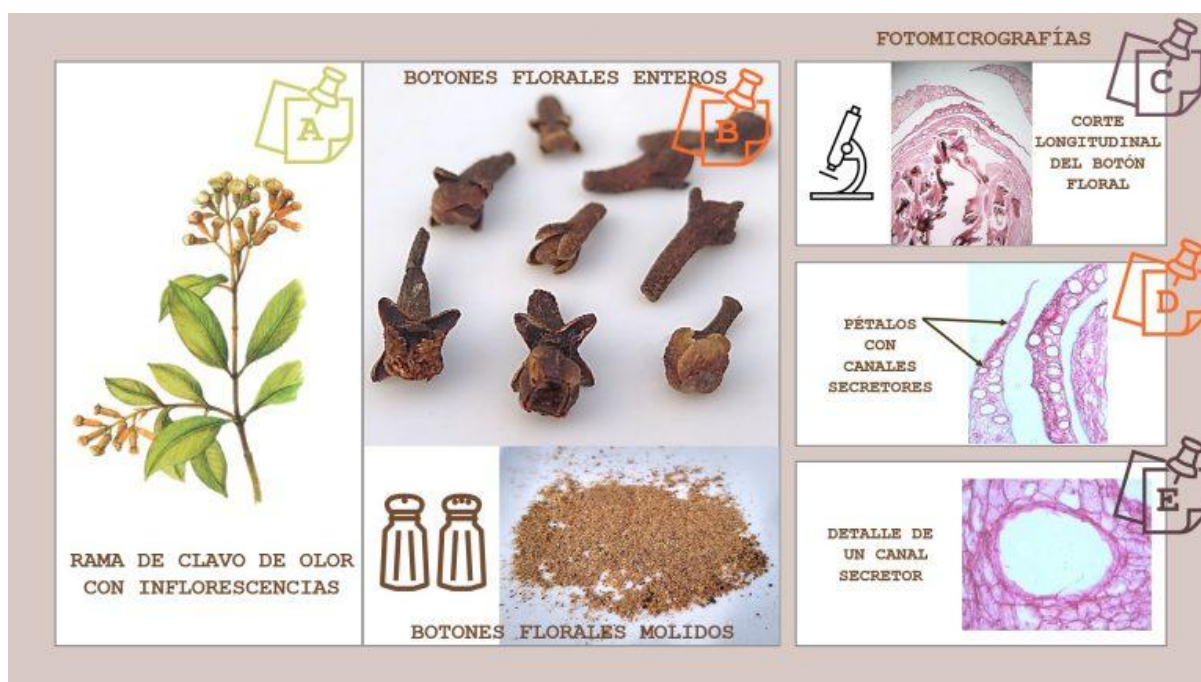 FOTOMICROGRAFÍAS
A
RAMA DE CLAVO DE OLOR
CON INFLORESCENCIAS
BOTONES FLORALES ENTEROS
B
BOTONES FLORALES MOLIDOS
C
CORTE
LONGITUDINAL
DEL BOTÓN
FLORAL
D
PÉTALOS
CON
CANALES
SECRETORES
E
DETALLE DE
UN CANAL
SECRETOR